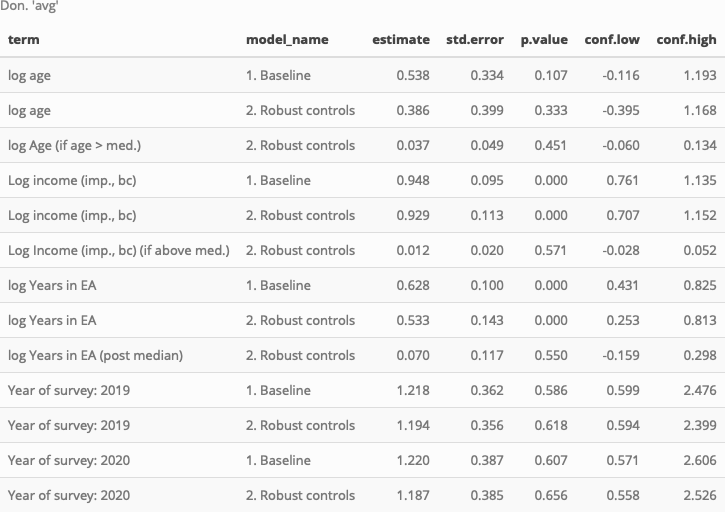 Don. 'avg'
term model_name estimate std.error p.value conf.low conf.high
log age 1. Baseline 0.538 0.334 0.107 -0.116 1.193
log age 2. Robust controls 0.386 0.399 0.333 -0.395 1.168
log Age (if age > med.) 2. Robust controls 0.037 0.049 0.451 -0.060 0.134
Log income (imp., bc) 1. Baseline 0.948 0.095 0.000 0.761 1.135
Log income (imp., bc) 2. Robust controls 0.929 0.113 0.000 0.707 1.152
Log Income (imp., bc) (if above med.) 2. Robust controls 0.012 0.020 0.571 -0.028 0.052
log Years in EA 1. Baseline 0.628 0.100 0.000 0.431 0.825
log Years in EA 2. Robust controls 0.533 0.143 0.000 0.253 0.813
log Years in EA (post median) 2. Robust controls 0.070 0.117 0.550 -0.159 0.298
Year of survey: 2019 1. Baseline 1.218 0.362 0.586 0.599 2.476
Year of survey: 2019 2. Robust controls 1.194 0.356 0.618 0.594 2.399
Year of survey: 2020 1. Baseline 1.220 0.387 0.607 0.571 2.606
Year of survey: 2020 2. Robust controls 1.187 0.385 0.656 0.558 2.526